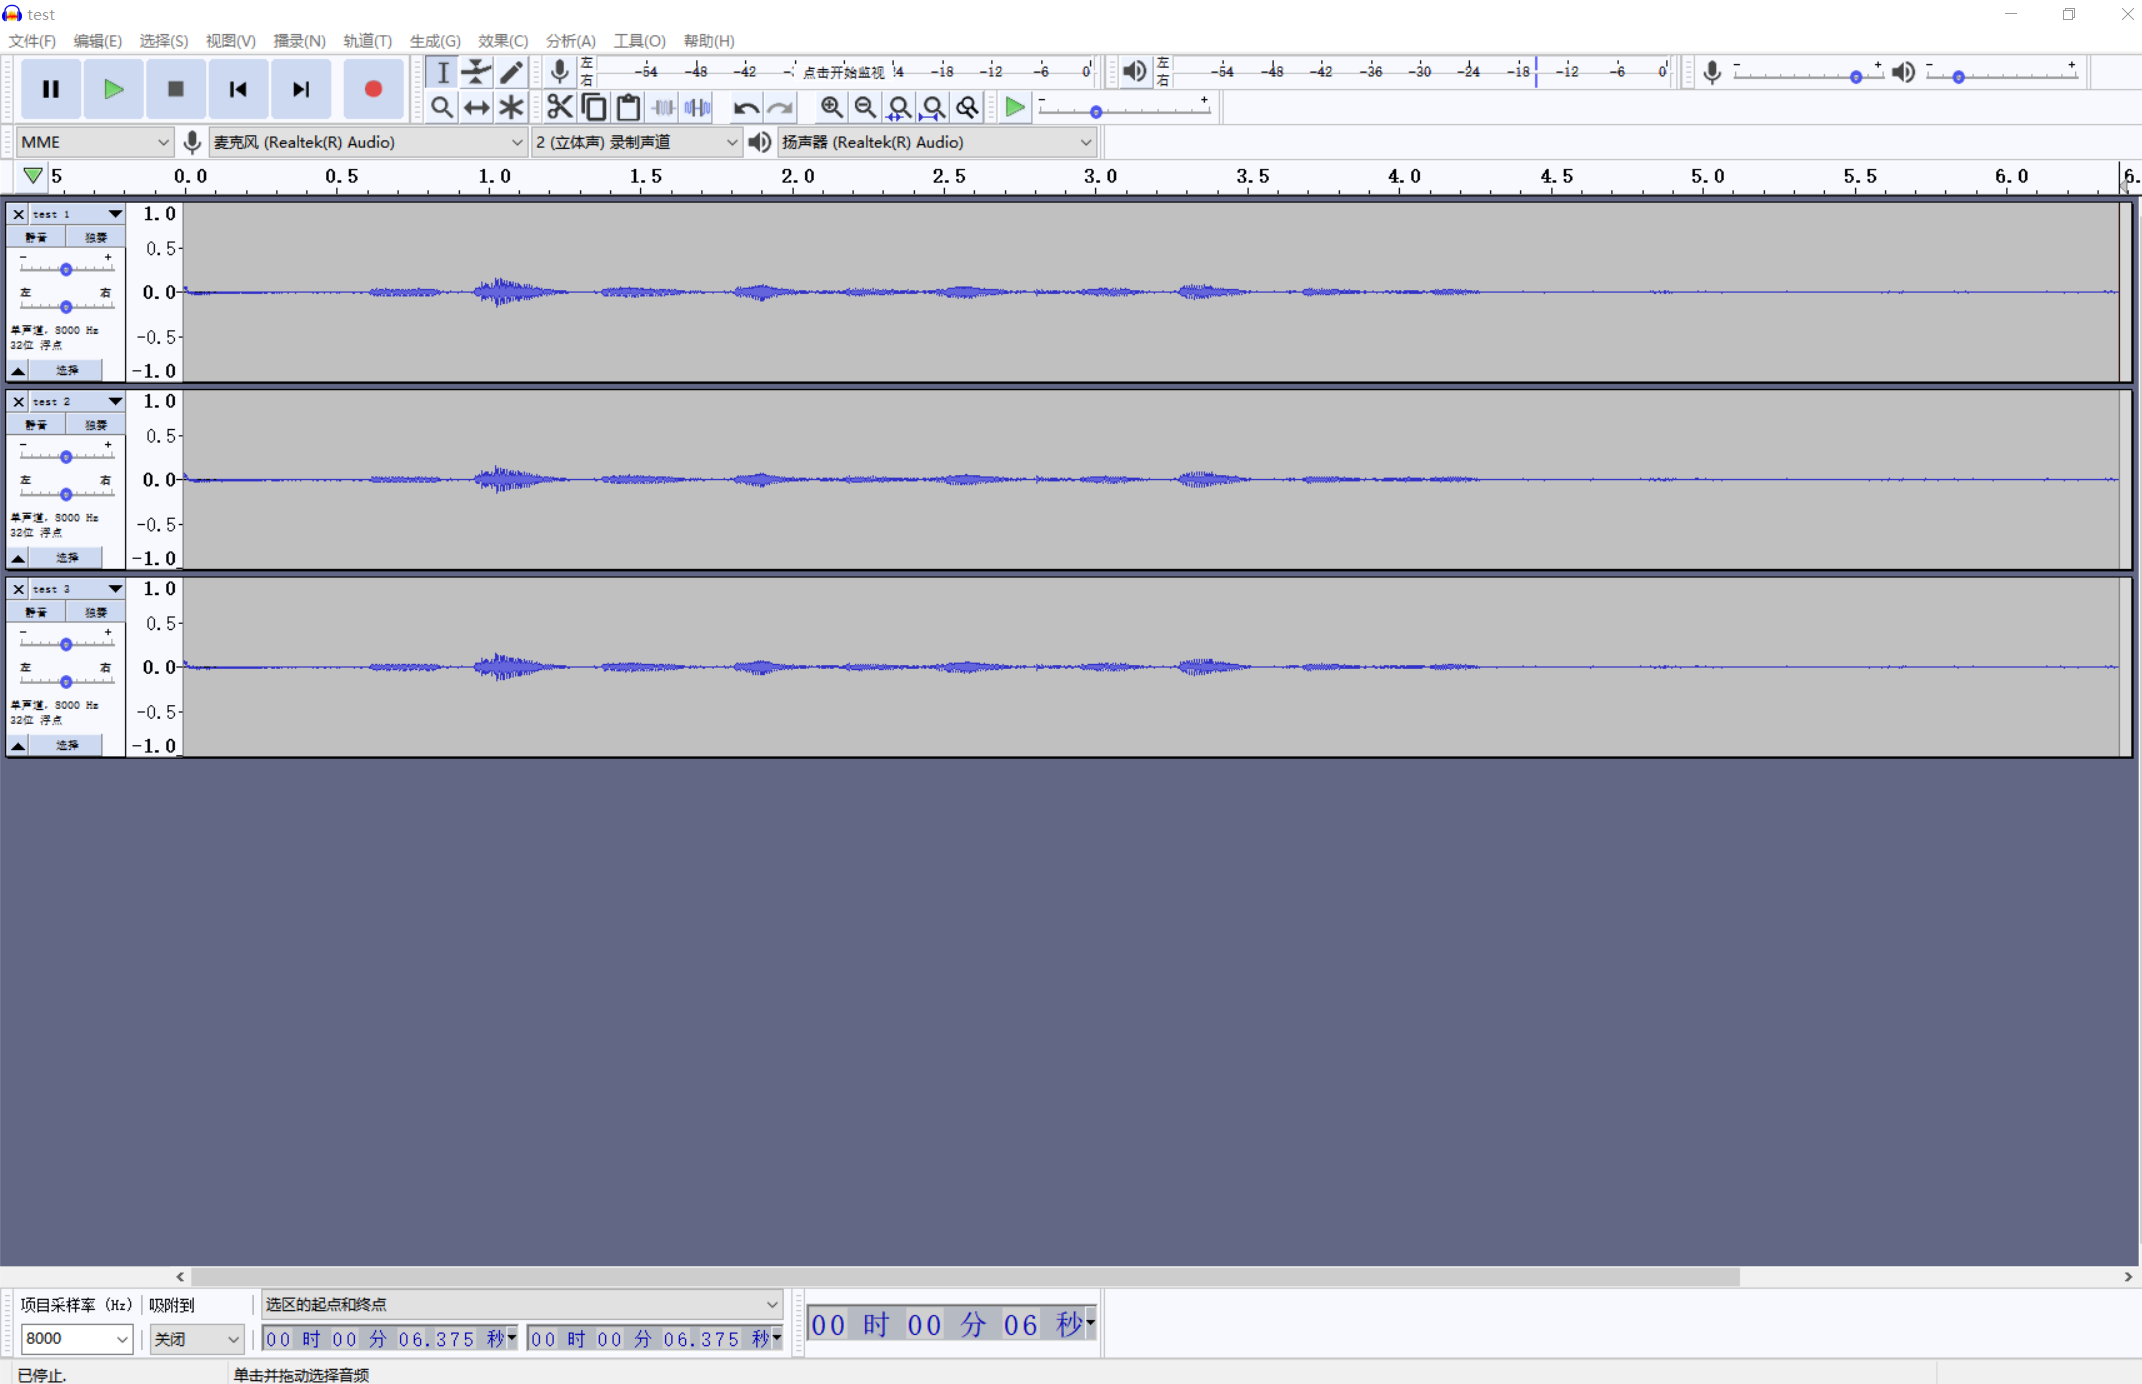 test
文件(F) 编辑(E) 选择(S) 视图(V) 播录(N) 轨道(T) 生成(G) 效果(C) 分析(A) 工具(O) 帮助(H)
左 右 -54 -48 -42 点击开始监视 -18 -12 -6 0
左 右 -54 -48 -42 -36 -30 -24 -18 -12 -6 0
- + - +
- +
MME 麦克风 (Realtek(R) Audio) 2 (立体声) 录制声道 扬声器 (Realtek(R) Audio)
5 0.0 0.5 1.0 1.5 2.0 2.5 3.0 3.5 4.0 4.5 5.0 5.5 6.0 6.
test 1 1.0
静音 独奏
0.5
- +
左 右 0.0
单声道, 8000 Hz
-0.5
32位 浮点
选择 -1.0
test 2 1.0
静音 独奏
0.5
- +
左 右 0.0
单声道, 8000 Hz
-0.5
32位 浮点
选择 -1.0
test 3 1.0
静音 独奏
0.5
- +
左 右 0.0
单声道, 8000 Hz
-0.5
32位 浮点
选择 -1.0
项目采样率 (Hz) 吸附到 选区的起点和终点
8000 关闭 00 时 00 分 06.375 秒 00 时 00 分 06.375 秒 00 时 00 分 06 秒
已停止. 单击并拖动选择音频